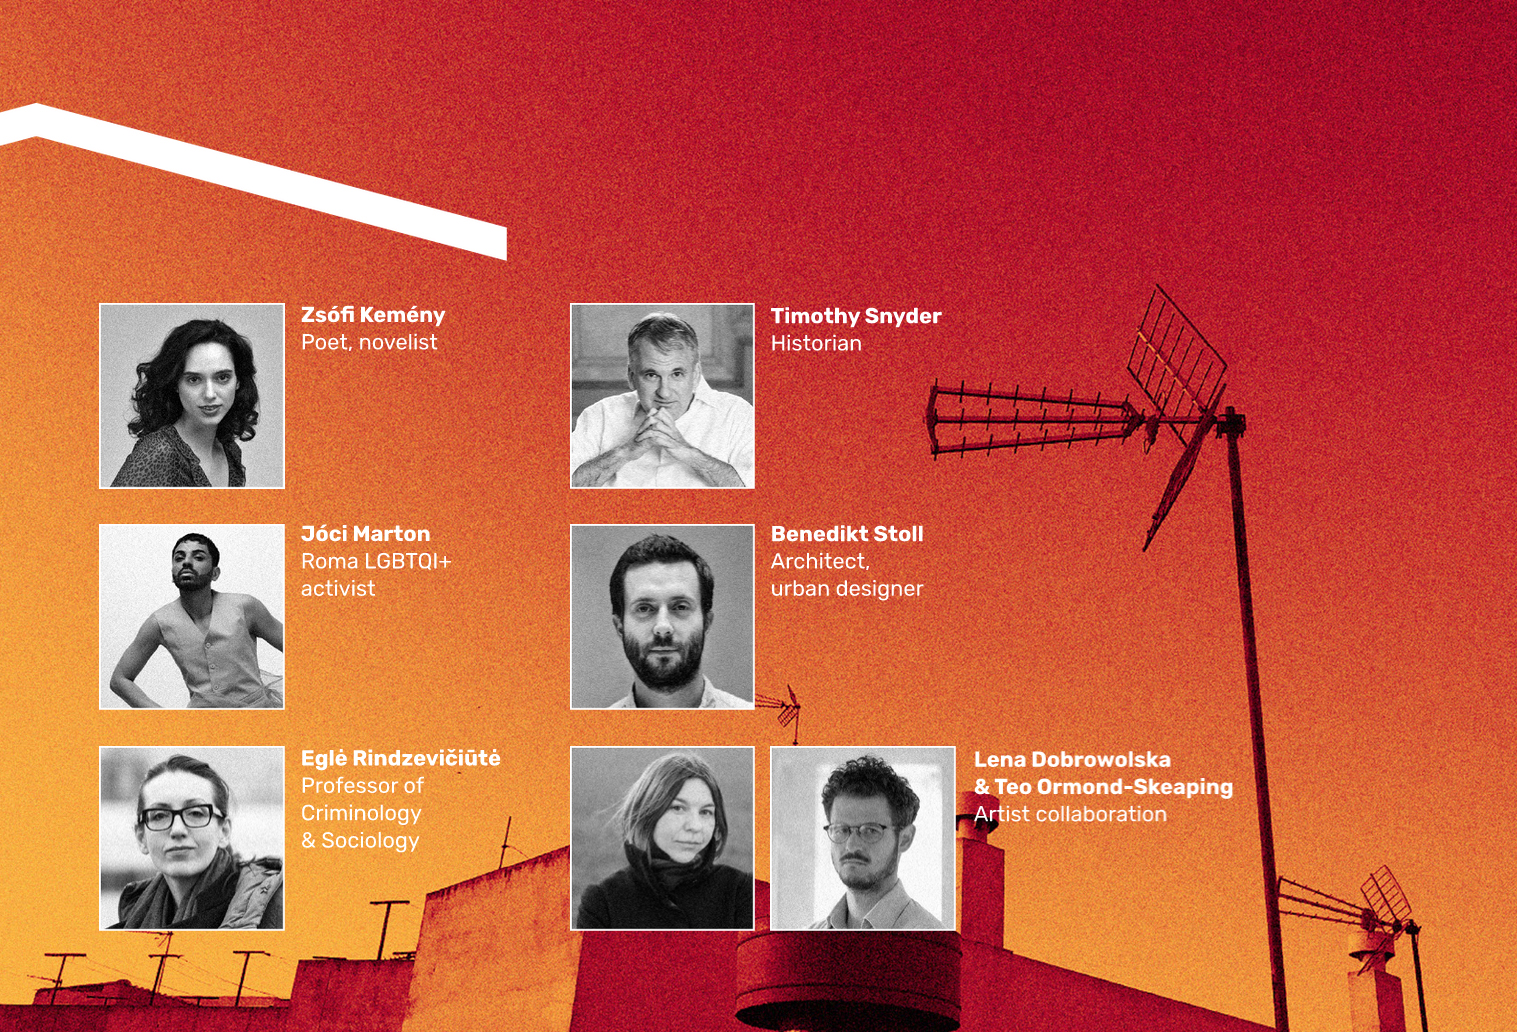 Zsófi Kemény
Poet, novelist
Timothy Snyder
Historian
Jóci Marton
Roma LGBTQI+
activist
Benedikt Stoll
Architect,
urban designer
Eglė Rindzevičiūtė
Professor of
Criminology
& Sociology
Lena Dobrowolska
& Teo Ormond-Skeaping
Artist collaboration